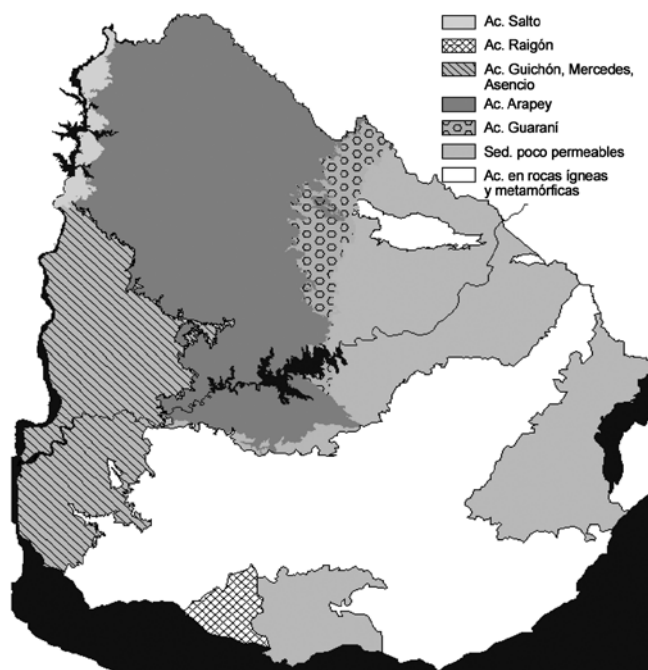 Ac. Salto
Ac. Raigón
Ac. Guichón, Mercedes,
Asencio
Ac. Arapey
Ac. Guaraní
Sed. poco permeables
Ac. en rocas ígneas
y metamórficas